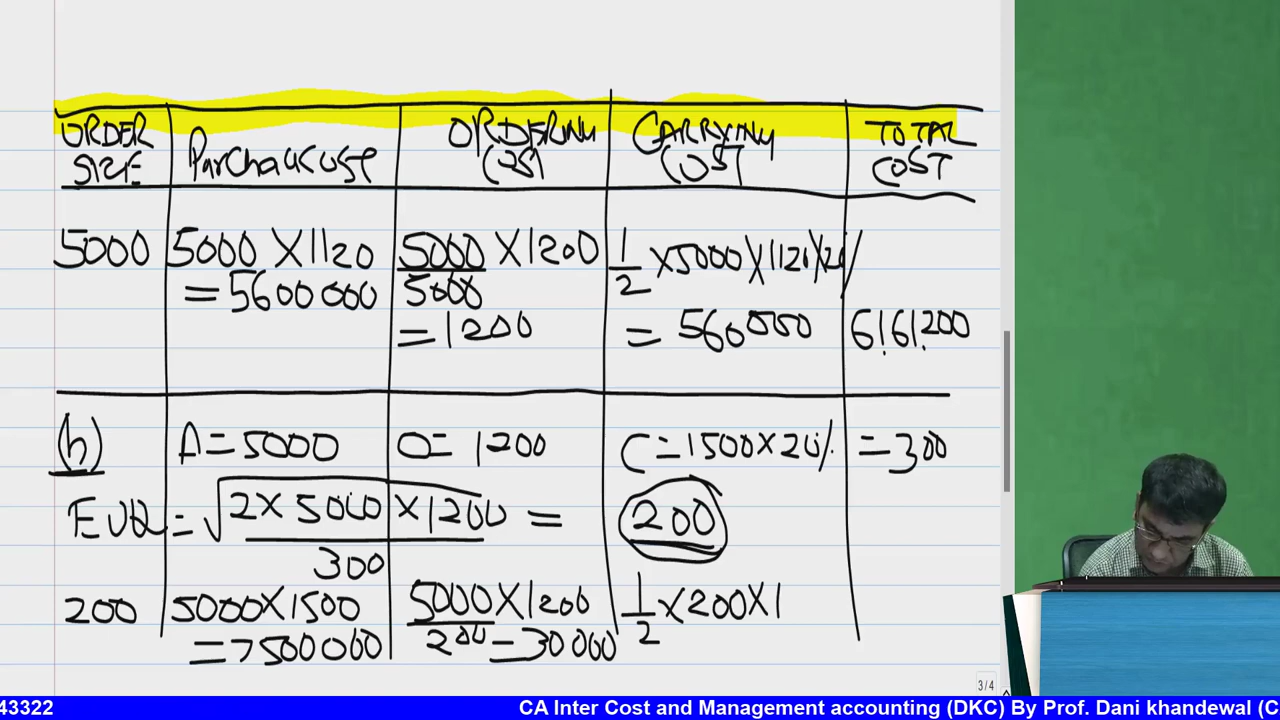 ORDER SIZE Purchase cost ORDERING COST CARRYING COST TOTAL COST
5000 5000 X 1120 5000/5000 X 1200 1/2 X 5000 X 1120 X 20%
= 5600000 = 1200 = 560000 6161200
(b) A = 5000 O = 1200 C = 1500 X 20% = 300
EOQ = √(2 X 5000 X 1200 / 300) = 200
200 5000 X 1500 5000/200 X 1200 1/2 X 200 X 1
= 7500000 = 30000
3/4
43322 CA Inter Cost and Management accounting (DKC) By Prof. Dani khandewal (C